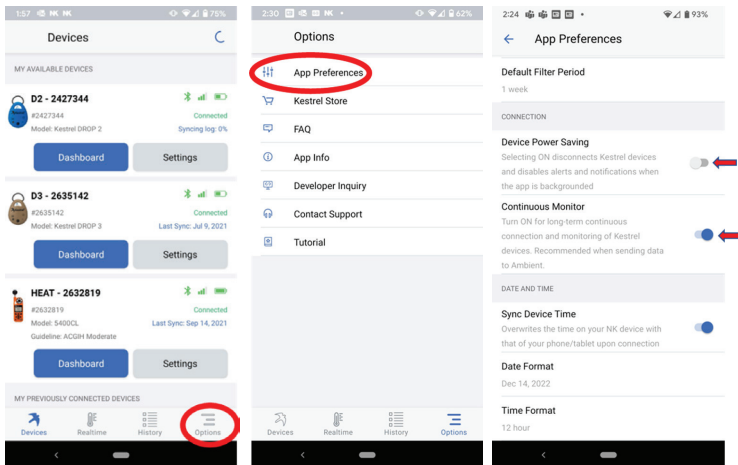 1:57 NK NK 75%
Devices
MY AVAILABLE DEVICES
D2 - 2427344
#2427344 Connected
Model: Kestrel DROP 2 Syncing log: 0%
Dashboard Settings
D3 - 2635142
#2635142 Connected
Model: Kestrel DROP 3 Last Sync: Jul 9, 2021
Dashboard Settings
HEAT - 2632819
#2632819 Connected
Model: 5400CL Last Sync: Sep 14, 2021
Guideline: ACGIH Moderate
Dashboard Settings
MY PREVIOUSLY CONNECTED DEVICES
Devices Realtime History Options
2:30 NK 62%
Options
App Preferences
Kestrel Store
FAQ
App Info
Developer Inquiry
Contact Support
Tutorial
Devices Realtime History Options
2:24 93%
App Preferences
Default Filter Period
1 week
CONNECTION
Device Power Saving
Selecting ON disconnects Kestrel devices
and disables alerts and notifications when
the app is backgrounded
Continuous Monitor
Turn ON for long-term continuous
connection and monitoring of Kestrel
devices. Recommended when sending data
to Ambient.
DATE AND TIME
Sync Device Time
Overwrites the time on your NK device with
that of your phone/tablet upon connection
Date Format
Dec 14, 2022
Time Format
12 hour